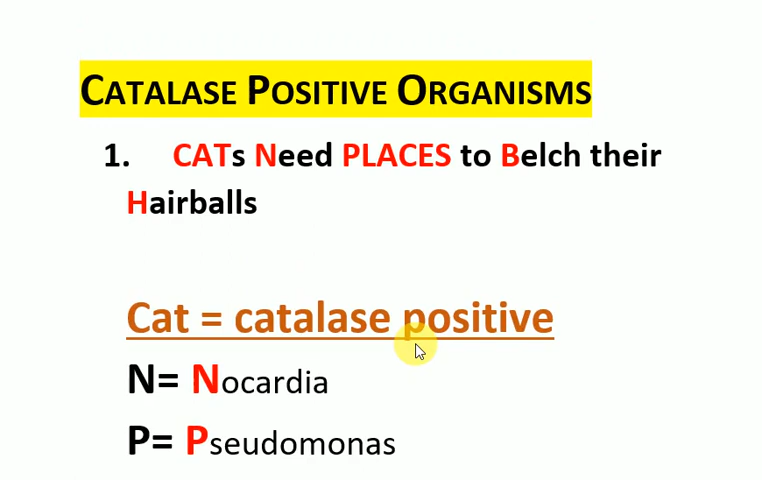 CATALASE POSITIVE ORGANISMS
1. CATs Need PLACES to Belch their
Hairballs
Cat = catalase positive
N= Nocardia
P= Pseudomonas